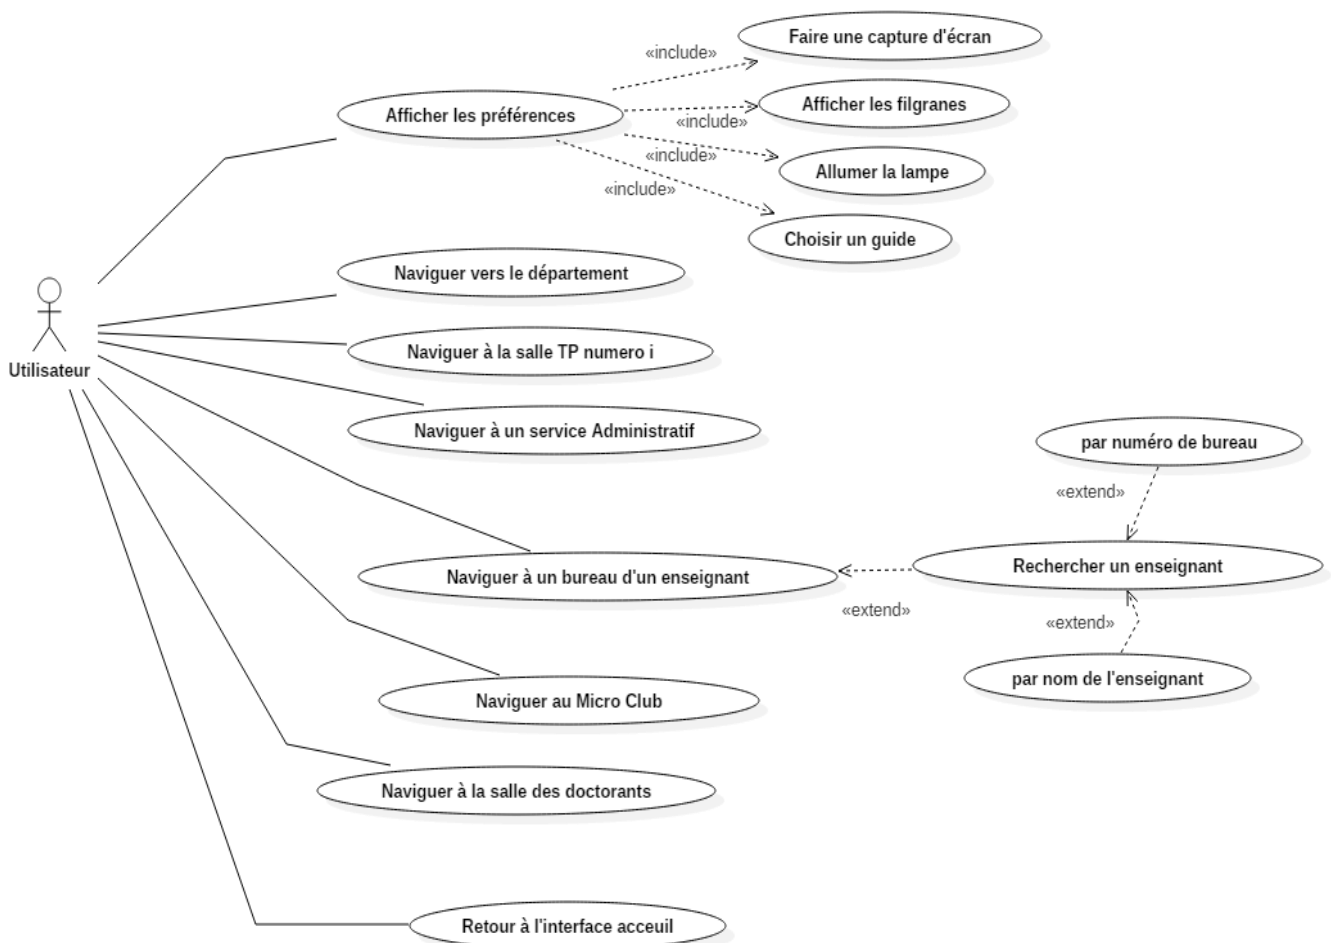 Faire une capture d'écran
«include»
Afficher les préférences
Afficher les filgranes
«include»
«include»
Allumer la lampe
«include»
Choisir un guide
Naviguer vers le département
Naviguer à la salle TP numero i
Utilisateur
Naviguer à un service Administratif
par numéro de bureau
«extend»
Rechercher un enseignant
Naviguer à un bureau d'un enseignant
«extend»
«extend»
par nom de l'enseignant
Naviguer au Micro Club
Naviguer à la salle des doctorants
Retour à l'interface acceuil